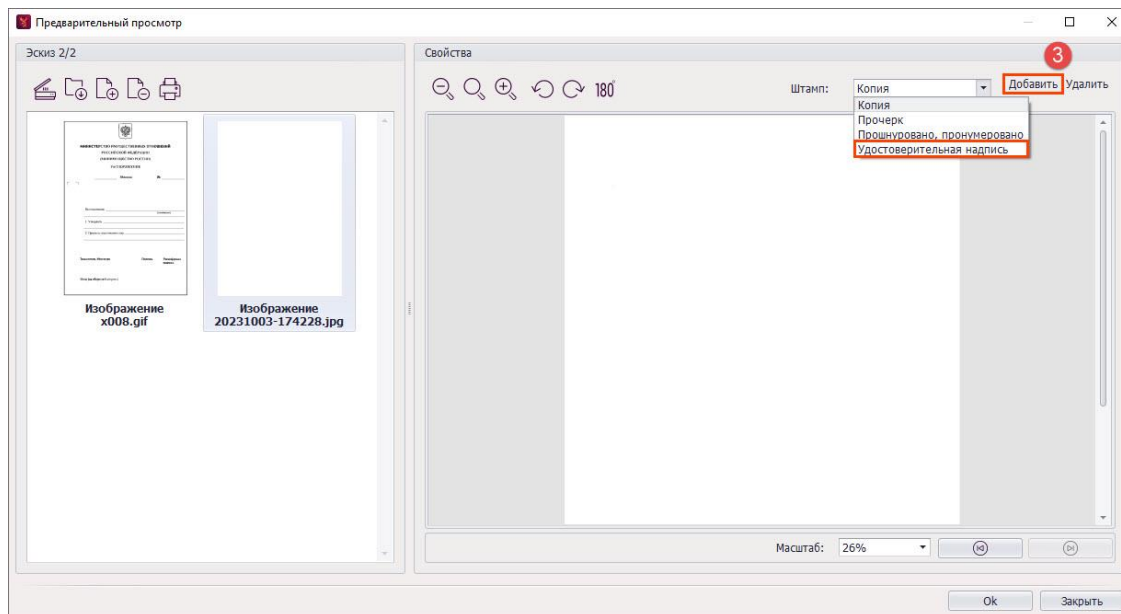 Предварительный просмотр
Эскиз 2/2
Свойства
3
180°
Штамп:
Копия
Добавить
Удалить
Копия
Прочерк
Прошнуровано, пронумеровано
Удостоверительная надпись
Изображение
x008.gif
Изображение
20231003-174228.jpg
Масштаб:
26%
Ok
Закрыть